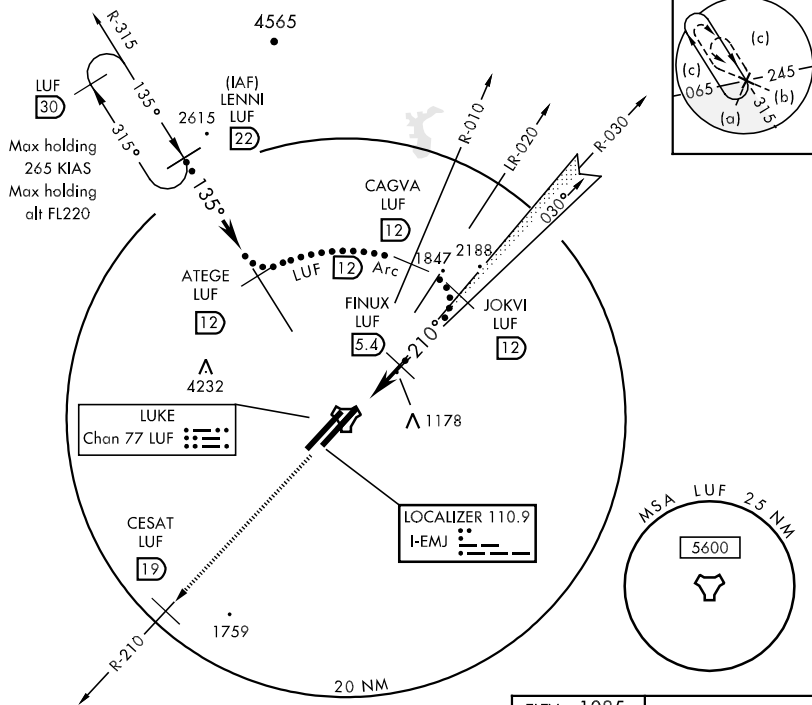 4565
R-315
(IAF)
LENNI
LUF
22
LUF
30
135°
315°
2615
Max holding
265 KIAS
Max holding
alt FL220
135°
R-010
LR-020
R-030
030°
CAGVA
LUF
12
1847
2188
ATEGE
LUF
12
LUF 12 Arc
FINUX
LUF
5.4
210°
JOKVI
LUF
12
4232
1178
LUKE
Chan 77 LUF
LOCALIZER 110.9
I-EMJ
CESAT
LUF
19
R-210
1759
20 NM
(c)
(c)
245
065
(b)
(a)
315
MSA LUF 25 NM
5600